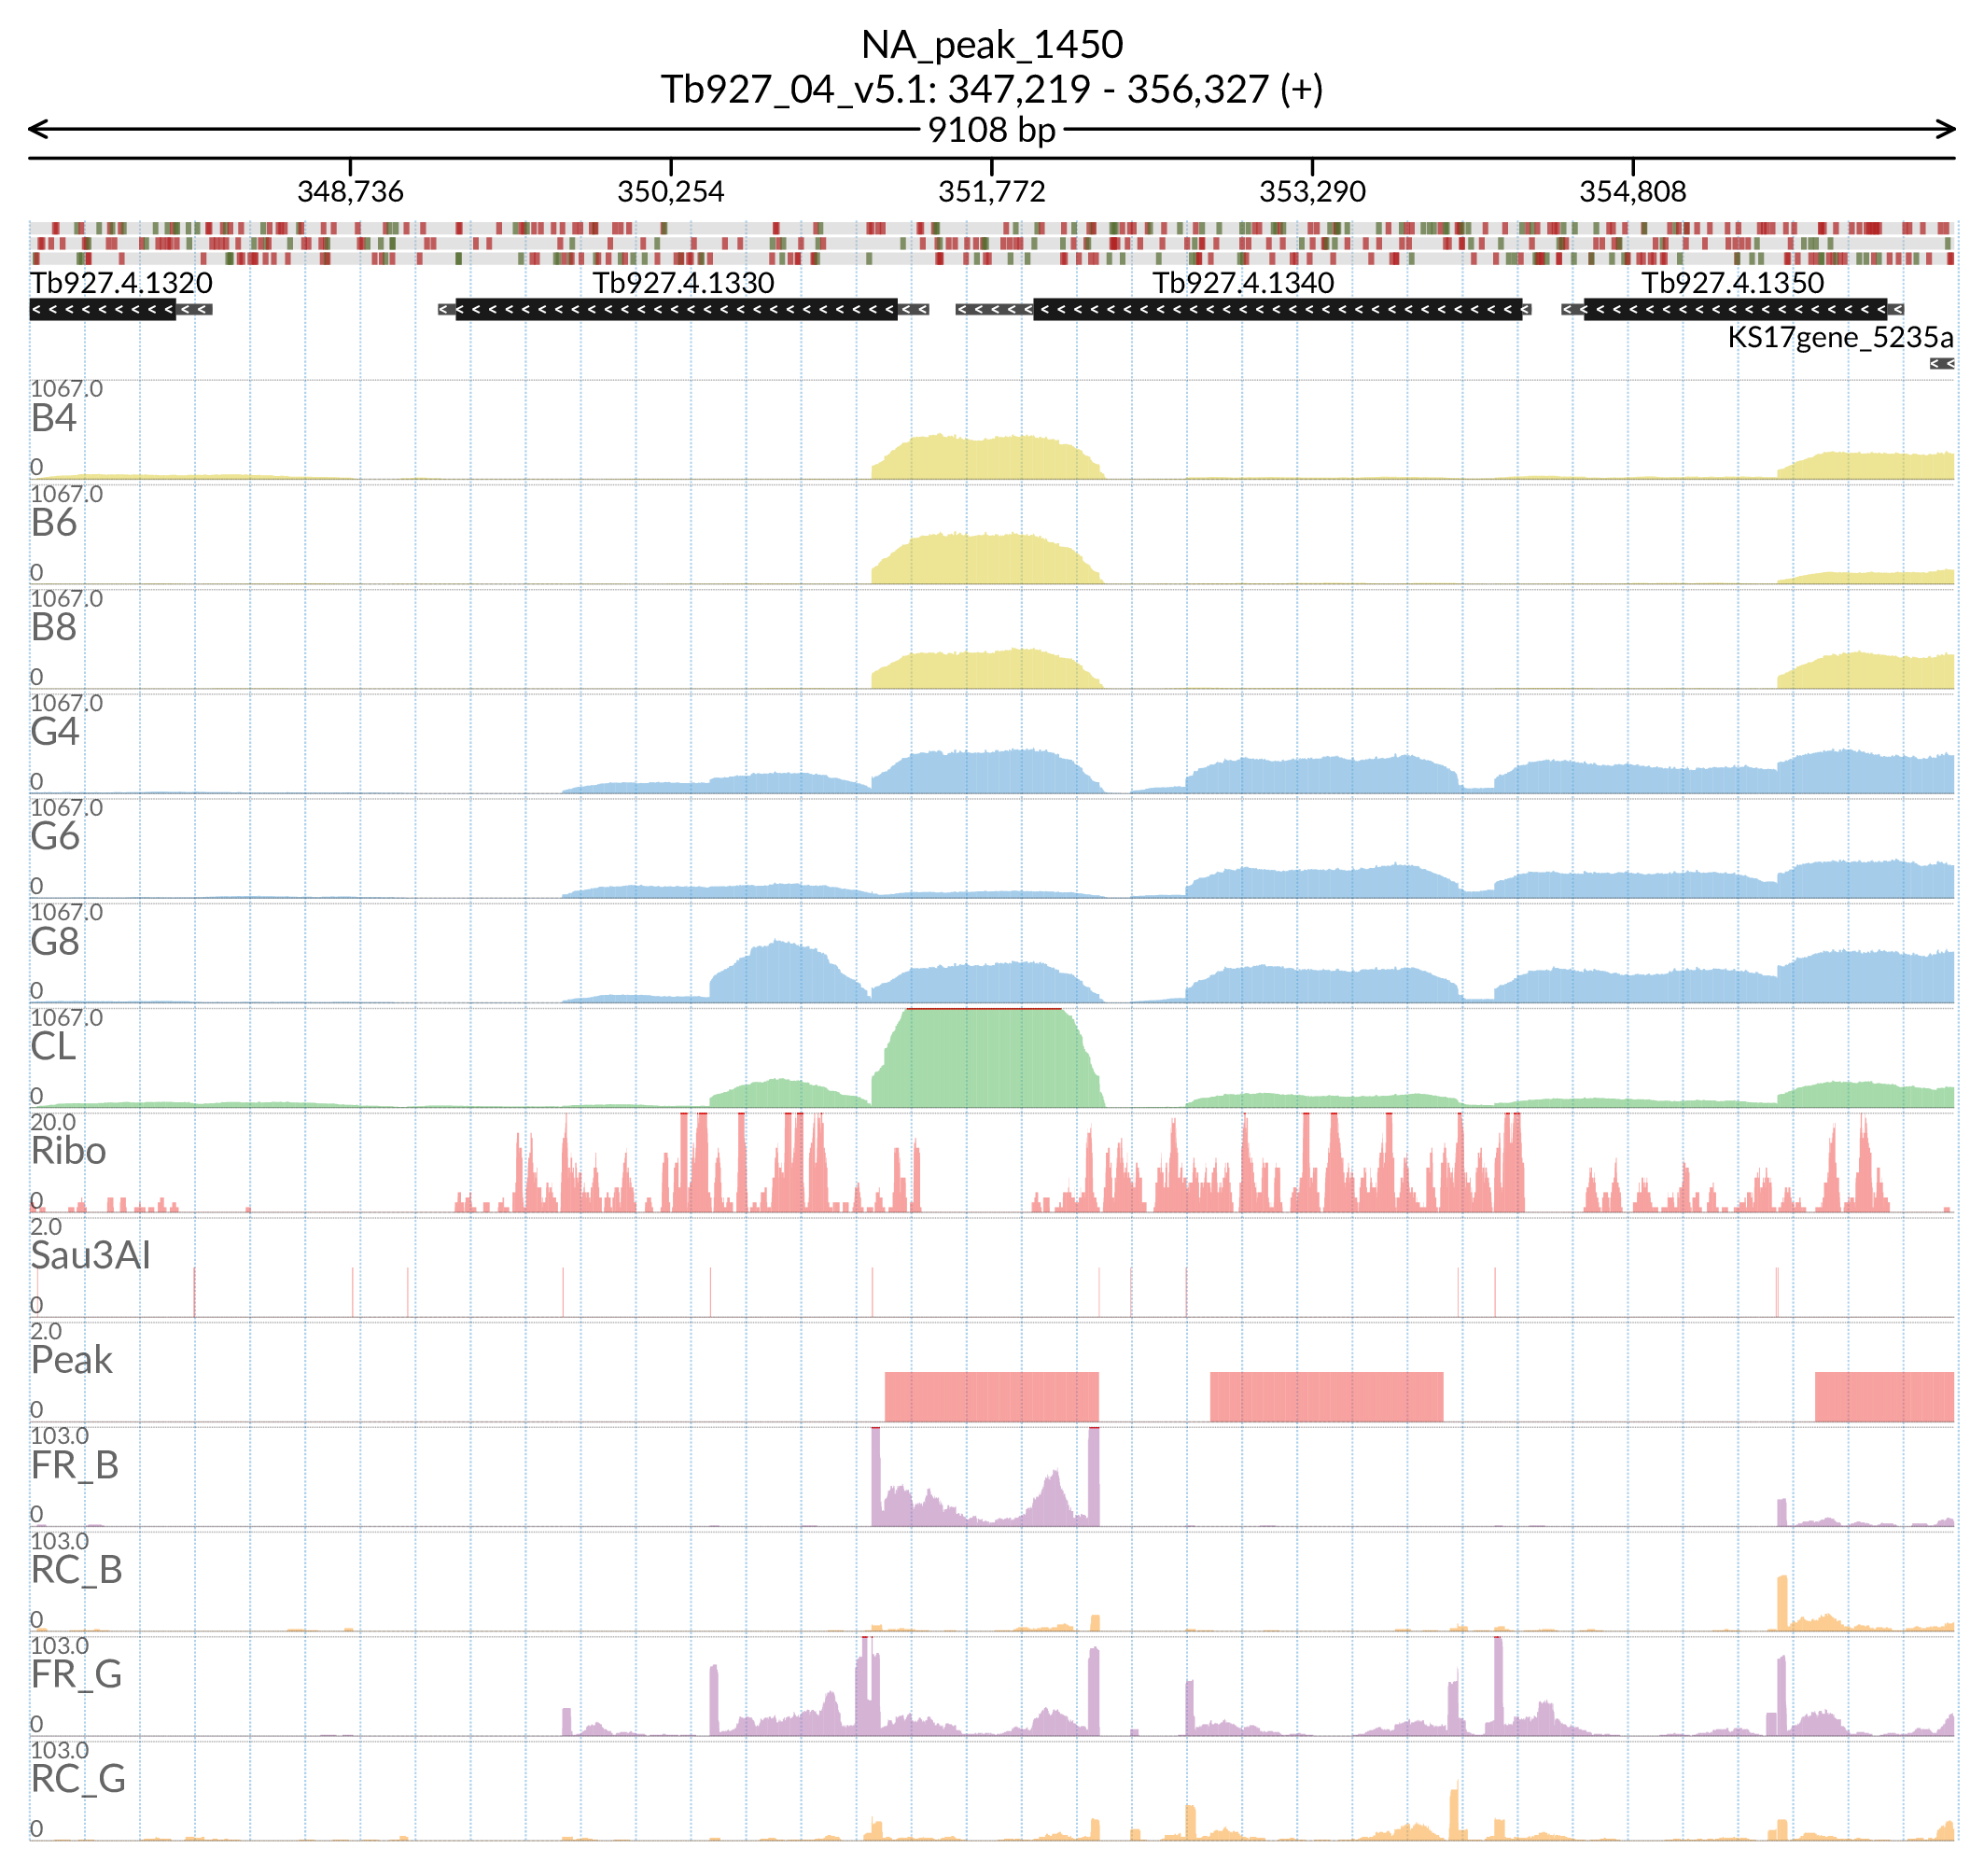 NA_peak_1450
Tb927_04_v5.1: 347,219 - 356,327 (+)
9108 bp
348,736 350,254 351,772 353,290 354,808
Tb927.4.1320 Tb927.4.1330 Tb927.4.1340 Tb927.4.1350
KS17gene_5235a
1067.0
B4
0
1067.0
B6
0
1067.0
B8
0
1067.0
G4
0
1067.0
G6
0
1067.0
G8
0
1067.0
CL
0
20.0
Ribo
0
2.0
Sau3AI
0
2.0
Peak
0
103.0
FR_B
0
103.0
RC_B
0
103.0
FR_G
0
103.0
RC_G
0